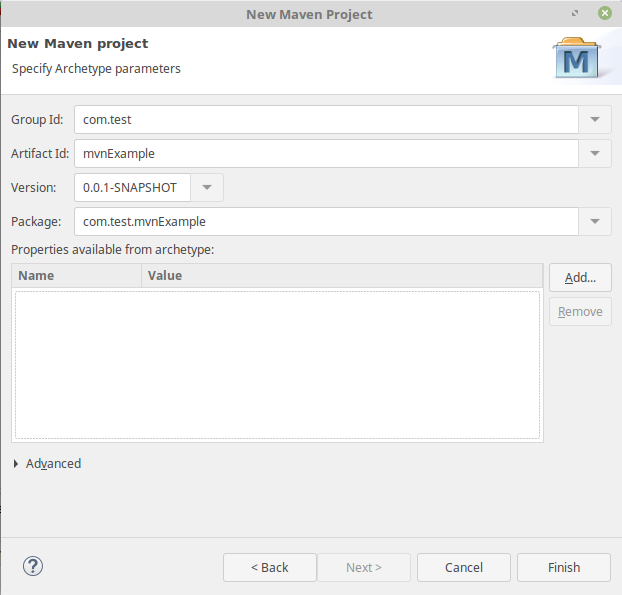 New Maven Project
New Maven project
Specify Archetype parameters
M
Group Id: com.test
Artifact Id: mvnExample
Version: 0.0.1-SNAPSHOT
Package: com.test.mvnExample
Properties available from archetype:
Name Value
Add...
Remove
Advanced
? < Back Next > Cancel Finish